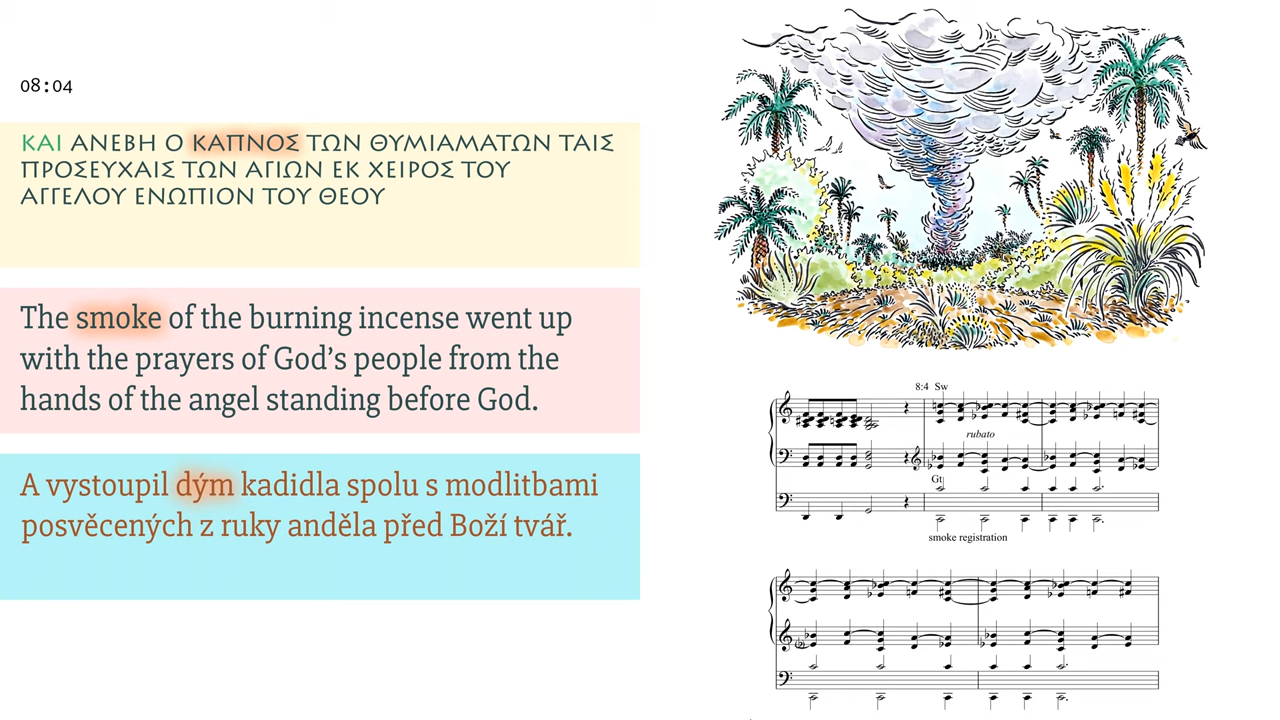 08:04
ΚΑΙ ΑΝΕΒΗ Ο ΚΑΠΝΟΣ ΤΩΝ ΘΥΜΙΑΜΑΤΩΝ ΤΑΙΣ
ΠΡΟΣΕΥΧΑΙΣ ΤΩΝ ΑΓΙΩΝ ΕΚ ΧΕΙΡΟΣ ΤΟΥ
ΑΓΓΕΛΟΥ ΕΝΩΠΙΟΝ ΤΟΥ ΘΕΟΥ
The smoke of the burning incense went up
with the prayers of God’s people from the
hands of the angel standing before God.
A vystoupil dým kadidla spolu s modlitbami
posvěcených z ruky anděla před Boží tvář.
8:4 Sw
rubato
Gt
smoke registration